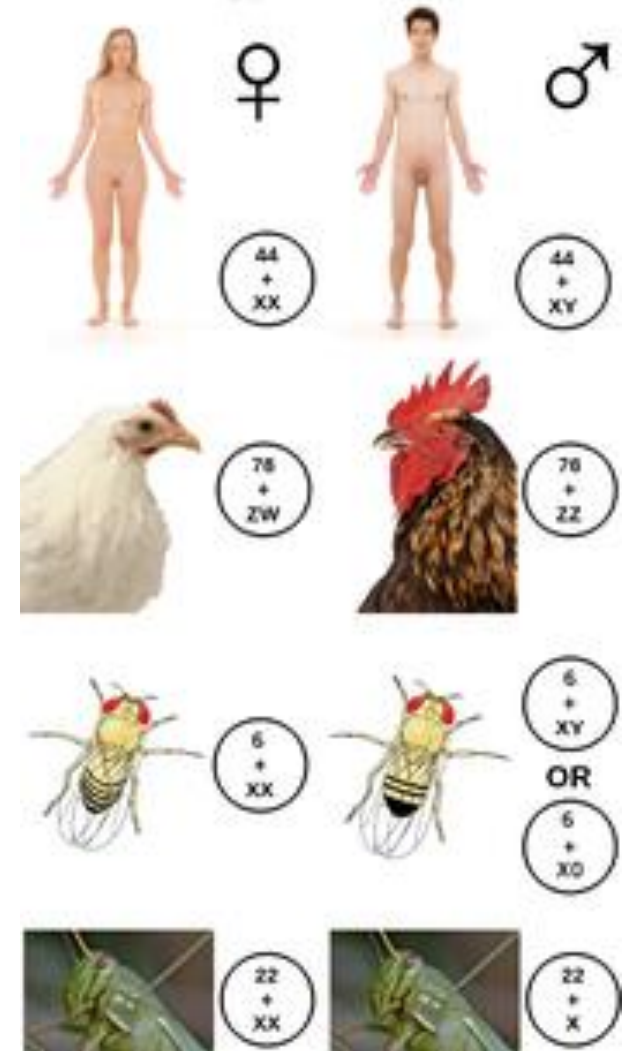 ♀
♂
44
+
XX
44
+
XY
78
+
ZW
78
+
ZZ
6
+
XX
6
+
XY
OR
6
+
X0
22
+
XX
22
+
X